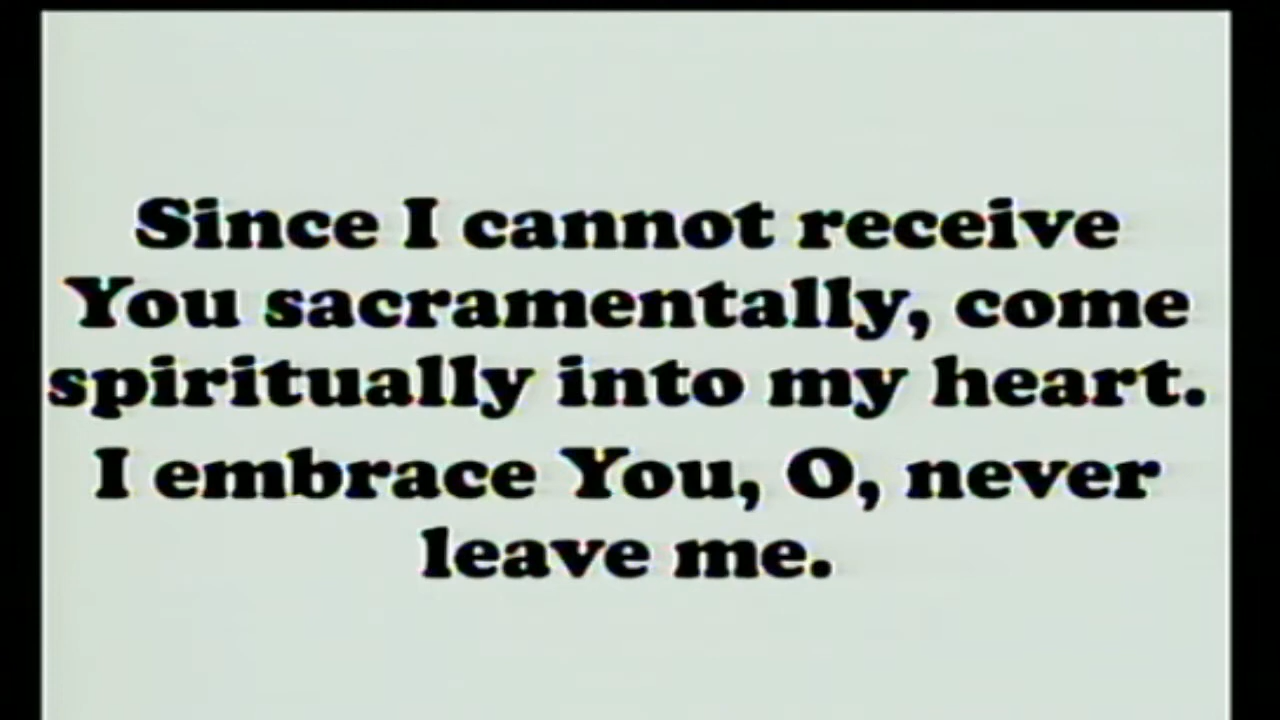 Since I cannot receive
You sacramentally, come
spiritually into my heart.
I embrace You, O, never
leave me.